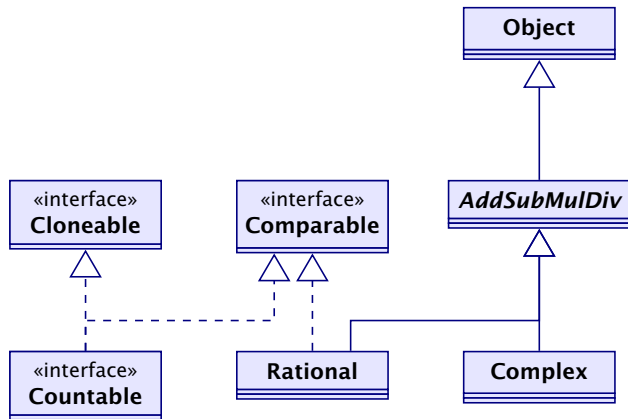 Object
«interface»
Cloneable
«interface»
Comparable
AddSubMulDiv
«interface»
Countable
Rational
Complex